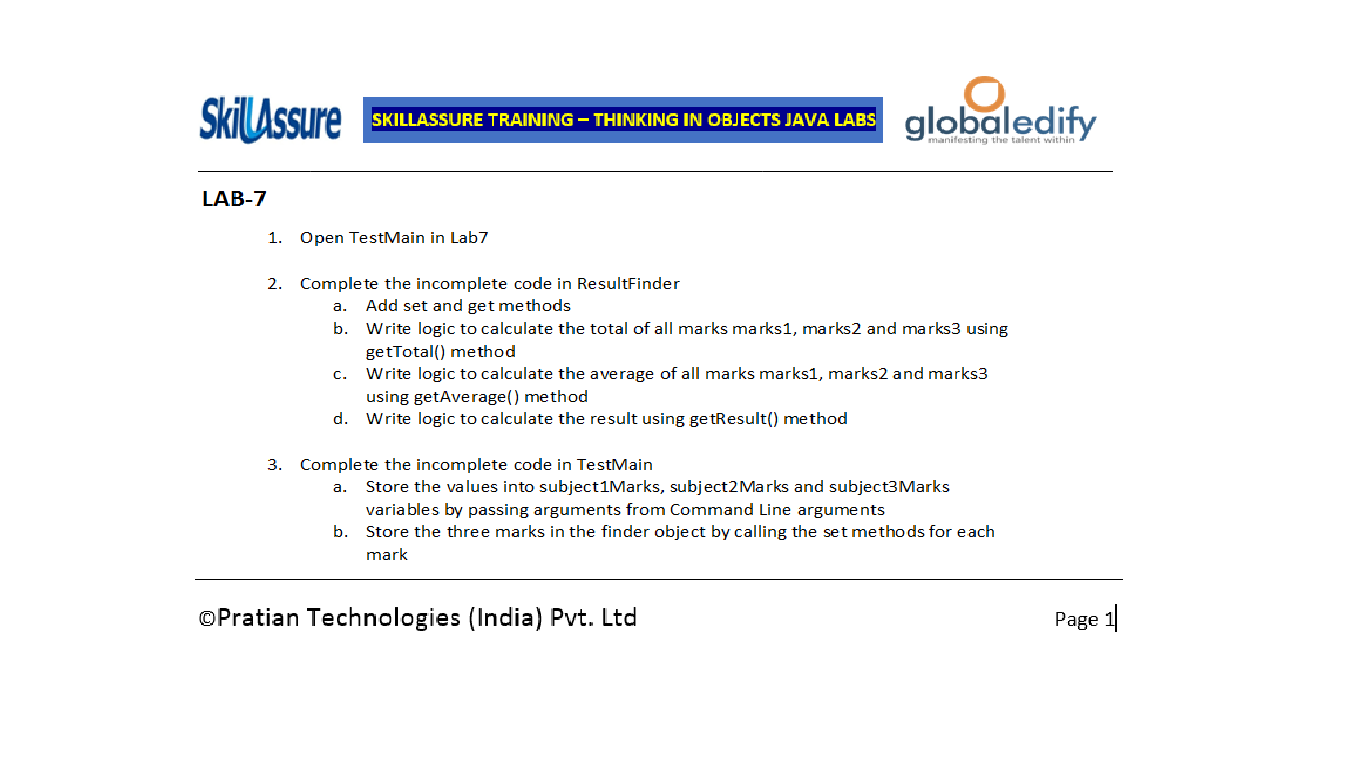 SkillAssure SKILLASSURE TRAINING – THINKING IN OBJECTS JAVA LABS globaledify
manifesting the talent within
LAB-7
1. Open TestMain in Lab7
2. Complete the incomplete code in ResultFinder
a. Add set and get methods
b. Write logic to calculate the total of all marks marks1, marks2 and marks3 using
getTotal() method
c. Write logic to calculate the average of all marks marks1, marks2 and marks3
using getAverage() method
d. Write logic to calculate the result using getResult() method
3. Complete the incomplete code in TestMain
a. Store the values into subject1Marks, subject2Marks and subject3Marks
variables by passing arguments from Command Line arguments
b. Store the three marks in the finder object by calling the set methods for each
mark
©Pratian Technologies (India) Pvt. Ltd Page 1